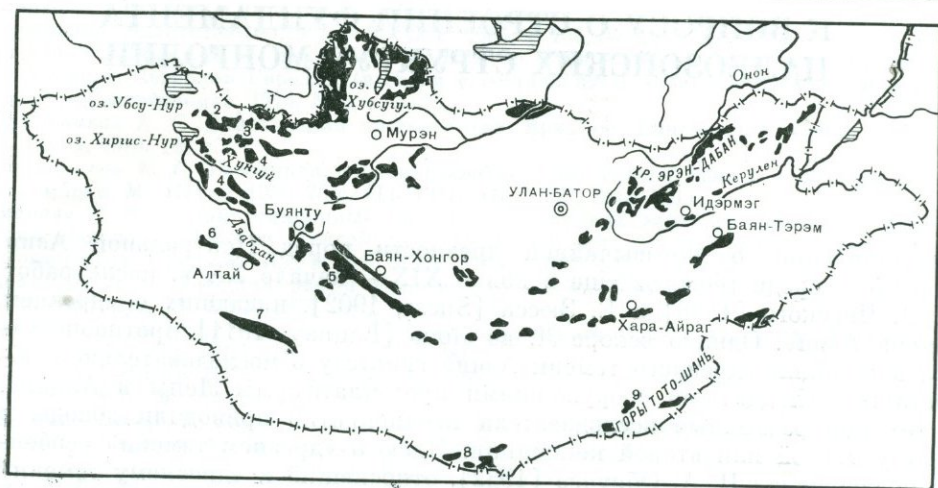 оз. Убсу-Нур
оз. Хиргис-Нур
1
2
3
4
Хунгуй
4
оз. Хубсугул
Мурэн
Онон
ХР. ЭРЭН-ДАБАН
Керулен
УЛАН-БАТОР
Идэрмэг
Баян-Тэрэм
Буянту
Дзабхан
6
Алтай
Баян-Хонгор
5
7
Хара-Айраг
9
ГОРЫ ТОТО-ШАНЬ
8